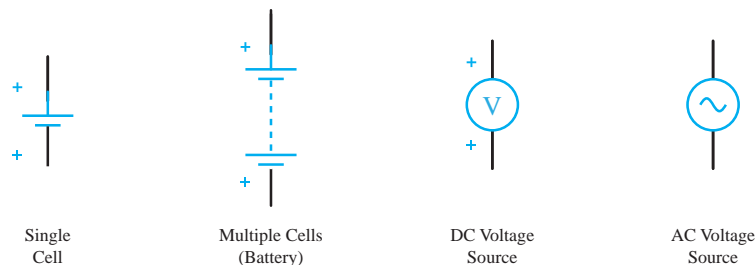 +
+
+
+
+
V
+
Single
Cell
Multiple Cells
(Battery)
DC Voltage
Source
AC Voltage
Source